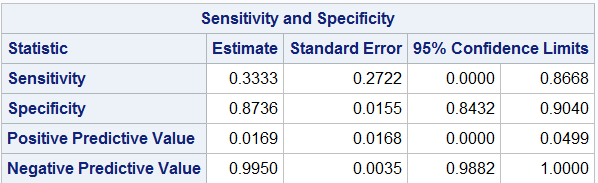 Sensitivity and Specificity
Statistic Estimate Standard Error 95% Confidence Limits
Sensitivity 0.3333 0.2722 0.0000 0.8668
Specificity 0.8736 0.0155 0.8432 0.9040
Positive Predictive Value 0.0169 0.0168 0.0000 0.0499
Negative Predictive Value 0.9950 0.0035 0.9882 1.0000